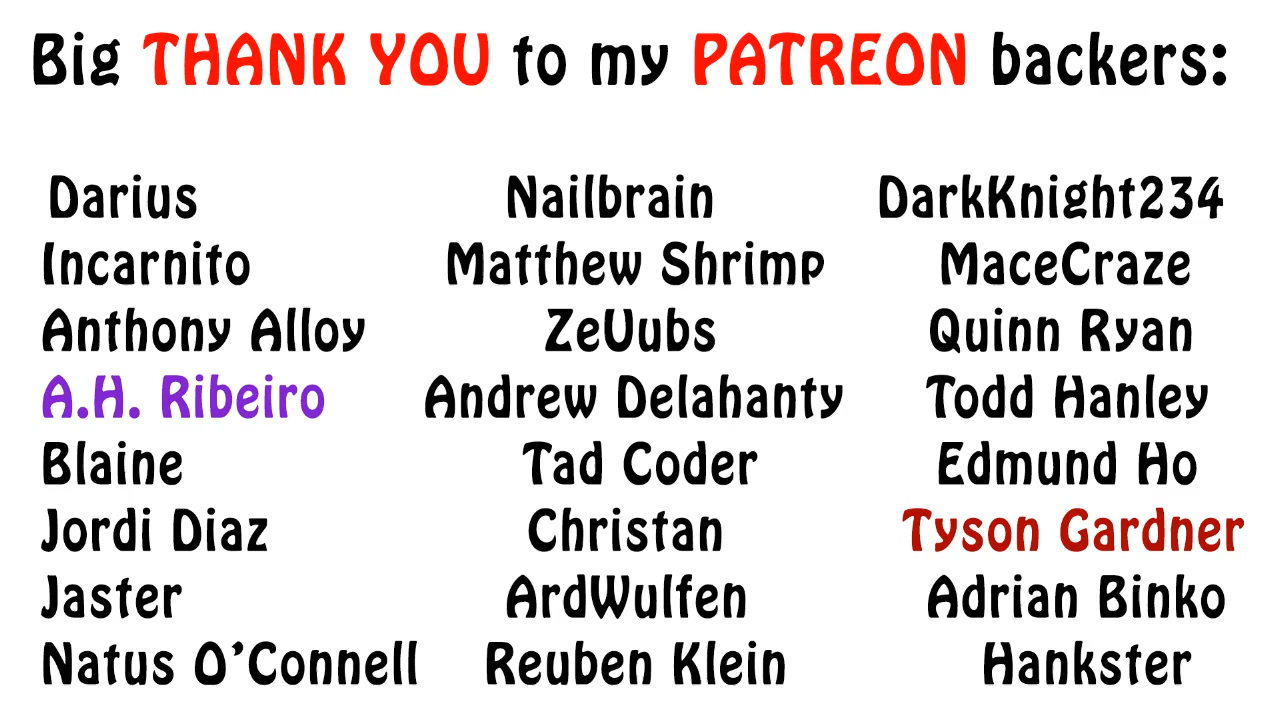 Big THANK YOU to my PATREON backers:
Darius Nailbrain DarkKnight234
Incarnito Matthew Shrimp MaceCraze
Anthony Alloy ZeUubs Quinn Ryan
A.H. Ribeiro Andrew Delahanty Todd Hanley
Blaine Tad Coder Edmund Ho
Jordi Diaz Christan Tyson Gardner
Jaster ArdWulfen Adrian Binko
Natus O'Connell Reuben Klein Hankster